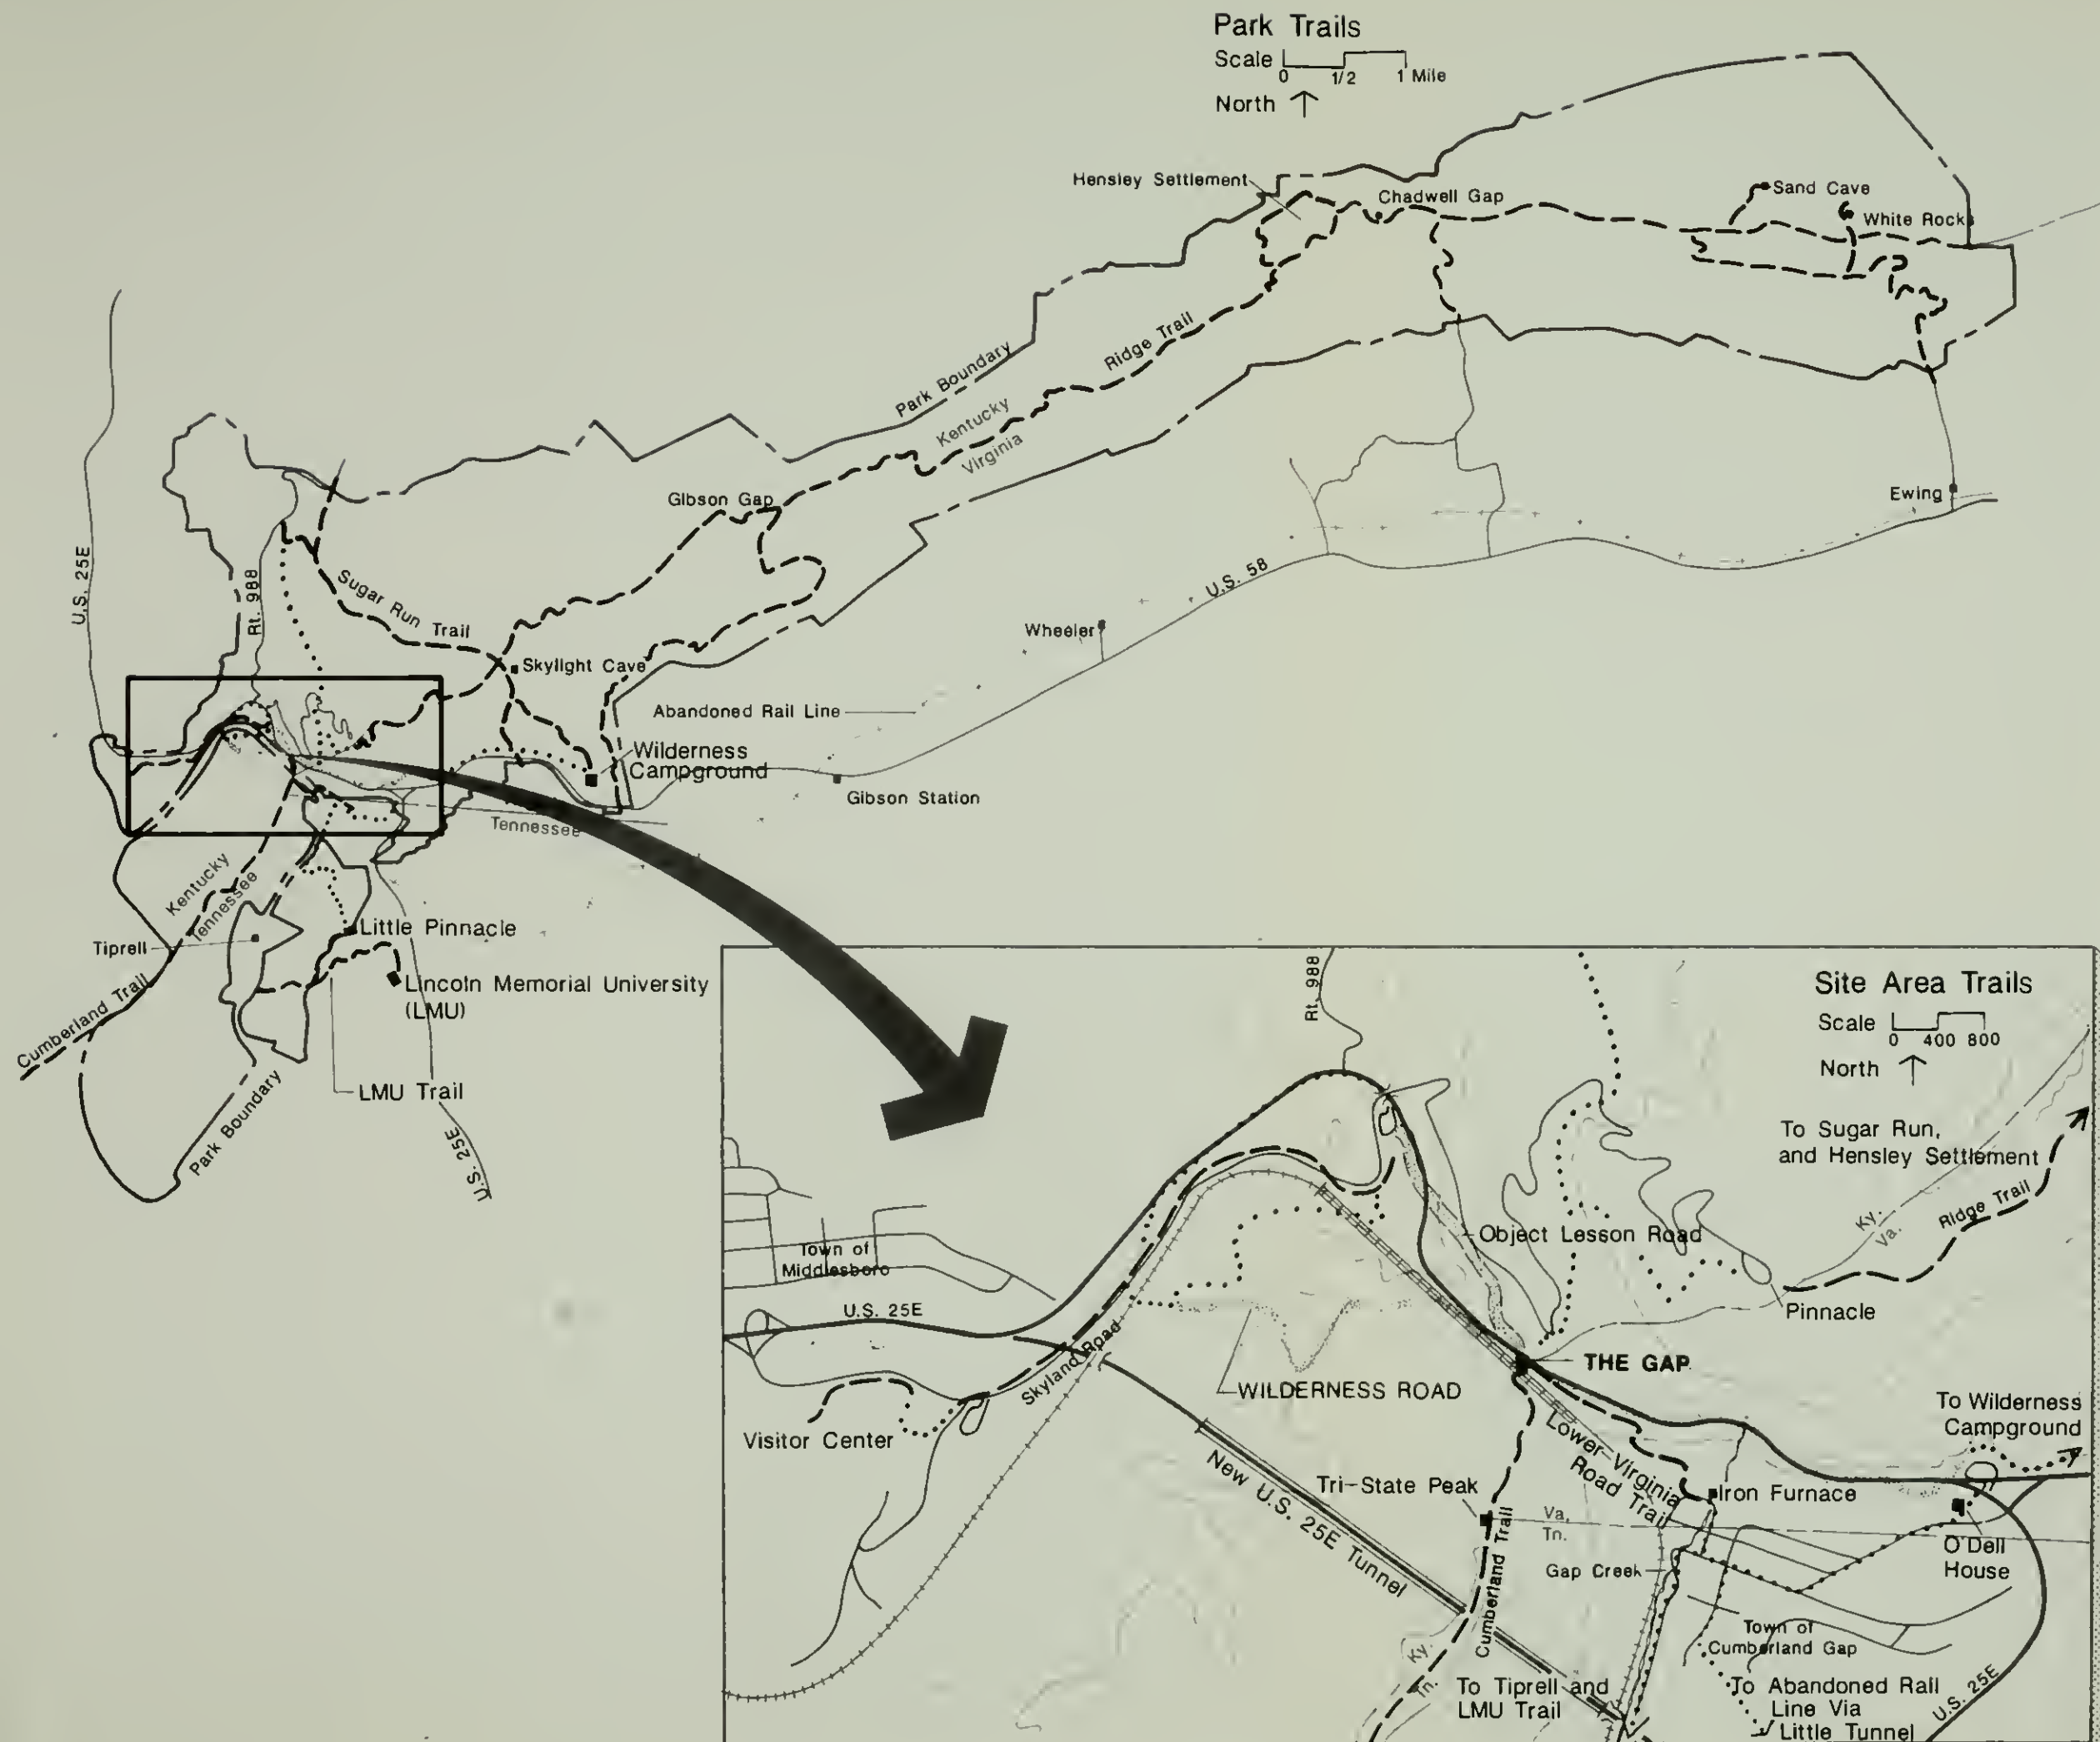 Park Trails
Scale
0 1/2 1 Mile
North
Hensley Settlement
Chadwell Gap
Sand Cave
White Rock
Park Boundary
Ridge Trail
Kentucky
Virginia
Gibson Gap
Ewing
U.S. 25E
Rt. 988
Sugar Run Trail
U.S. 58
Wheeler
Skylight Cave
Abandoned Rail Line
Wilderness
Campground
Gibson Station
Tennessee
Kentucky
Tennessee
Tiprell
Little Pinnacle
Lincoln Memorial University
(LMU)
Cumberland Trail
LMU Trail
Park Boundary
U.S. 25E
Site Area Trails
Scale
0 400 800
North
Rt. 988
To Sugar Run,
and Hensley Settlement
Ky.
Va.
Ridge Trail
Object Lesson Road
Pinnacle
Town of
Middlesboro
U.S. 25E
Skyland Road
THE GAP
WILDERNESS ROAD
Visitor Center
To Wilderness
Campground
Lower Virginia
Road Trail
New U.S. 25E Tunnel
Tri-State Peak
Iron Furnace
Va.
Tn.
O'Dell
House
Gap Creek
Cumberland Trail
Town of
Cumberland Gap
Ky.
Tn.
To Tiprell and
LMU Trail
To Abandoned Rail
Line Via
Little Tunnel
U.S. 25E